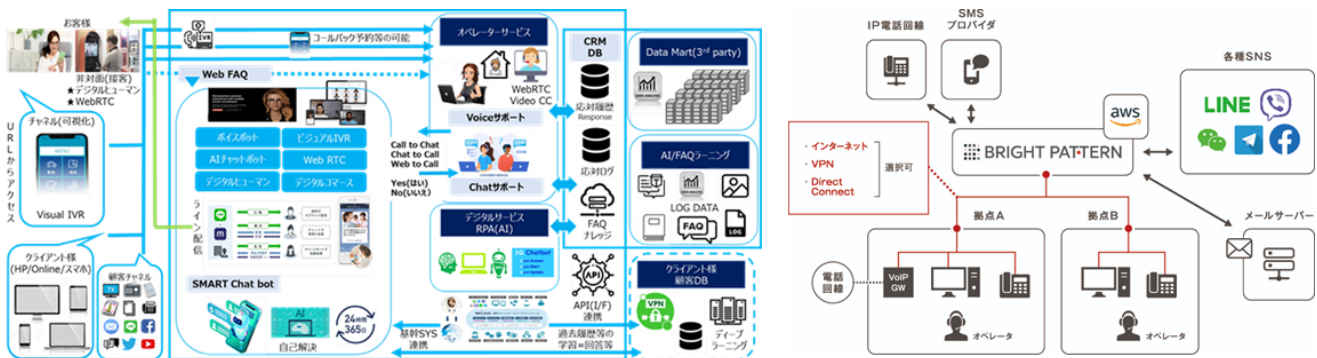 お客様
IVR
コールバック予約等の可能
非対面(接客)
★デジタルヒューマン
★WebRTC
URLからアクセス
チャネル(可視化)
MENU
Visual IVR
クライアント様
(HP/Online/スマホ)
顧客チャネル
Web FAQ
ボイスボット
ビジュアルIVR
AIチャットボット
Web RTC
デジタルヒューマン
デジタルコマース
ライン配信
SMART Chat bot
AI
自己解決
24時間
365日
オペレーターサービス
WebRTC
Video CC
Voiceサポート
Call to Chat
Chat to Call
Web to Call
Yes(はい)
No(いいえ)
Chatサポート
デジタルサービス
RPA(AI)
Chatbot
基幹SYS
連携
CRM
DB
応対履歴
Response
応対ログ
FAQ
ナレッジ
API
API(I/F)
連携
過去履歴等の
学習=回答等
Data Mart(3rd party)
AI/FAQラーニング
LOG DATA
FAQ
LOG
クライアント様
顧客DB
VPN
ディープ
ラーニング
IP電話回線
SMS
プロバイダ
各種SNS
LINE
aws
BRIGHT PATTERN
・インターネット
・VPN
・Direct
Connect
選択可
拠点A
拠点B
メールサーバー
電話
回線
VoIP
GW
オペレータ
オペレータ